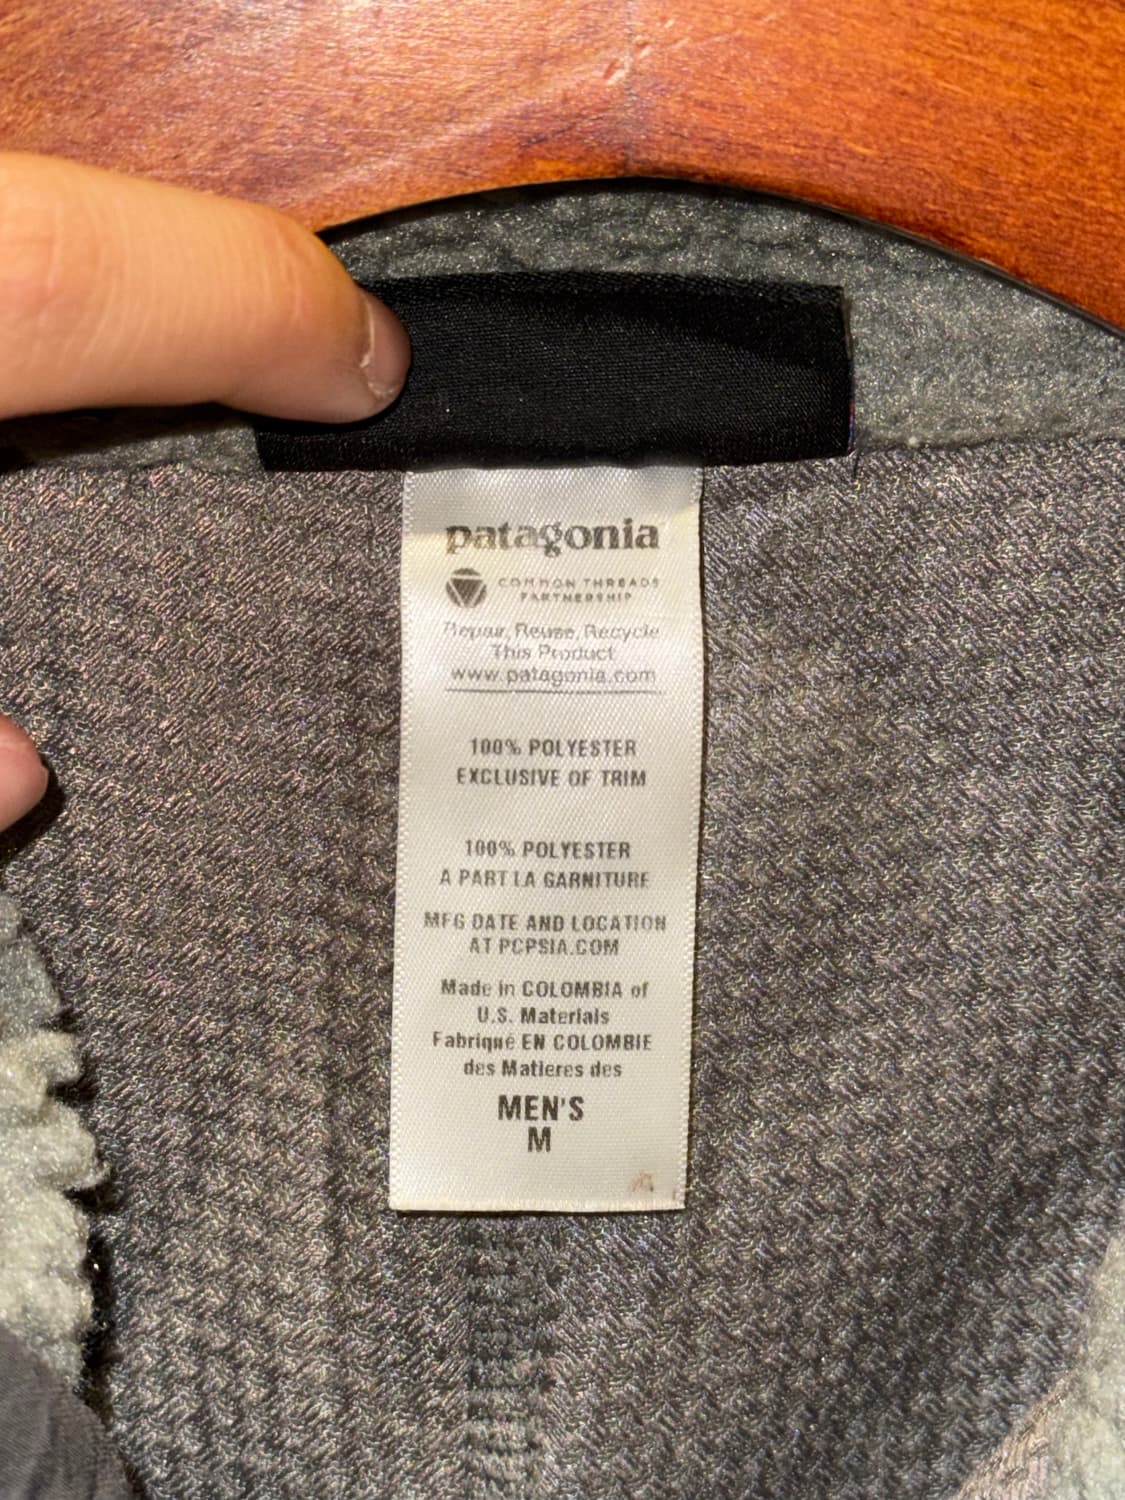 patagonia
COMMON THREADS
PARTNERSHIP
Repair, Reuse, Recycle
This Product
www.patagonia.com
100% POLYESTER
EXCLUSIVE OF TRIM
100% POLYESTER
A PART LA GARNITURE
MFG DATE AND LOCATION
AT PCPSIA.COM
Made in COLOMBIA of
U.S. Materials
Fabriqué EN COLOMBIE
des Matieres des
MEN'S
M